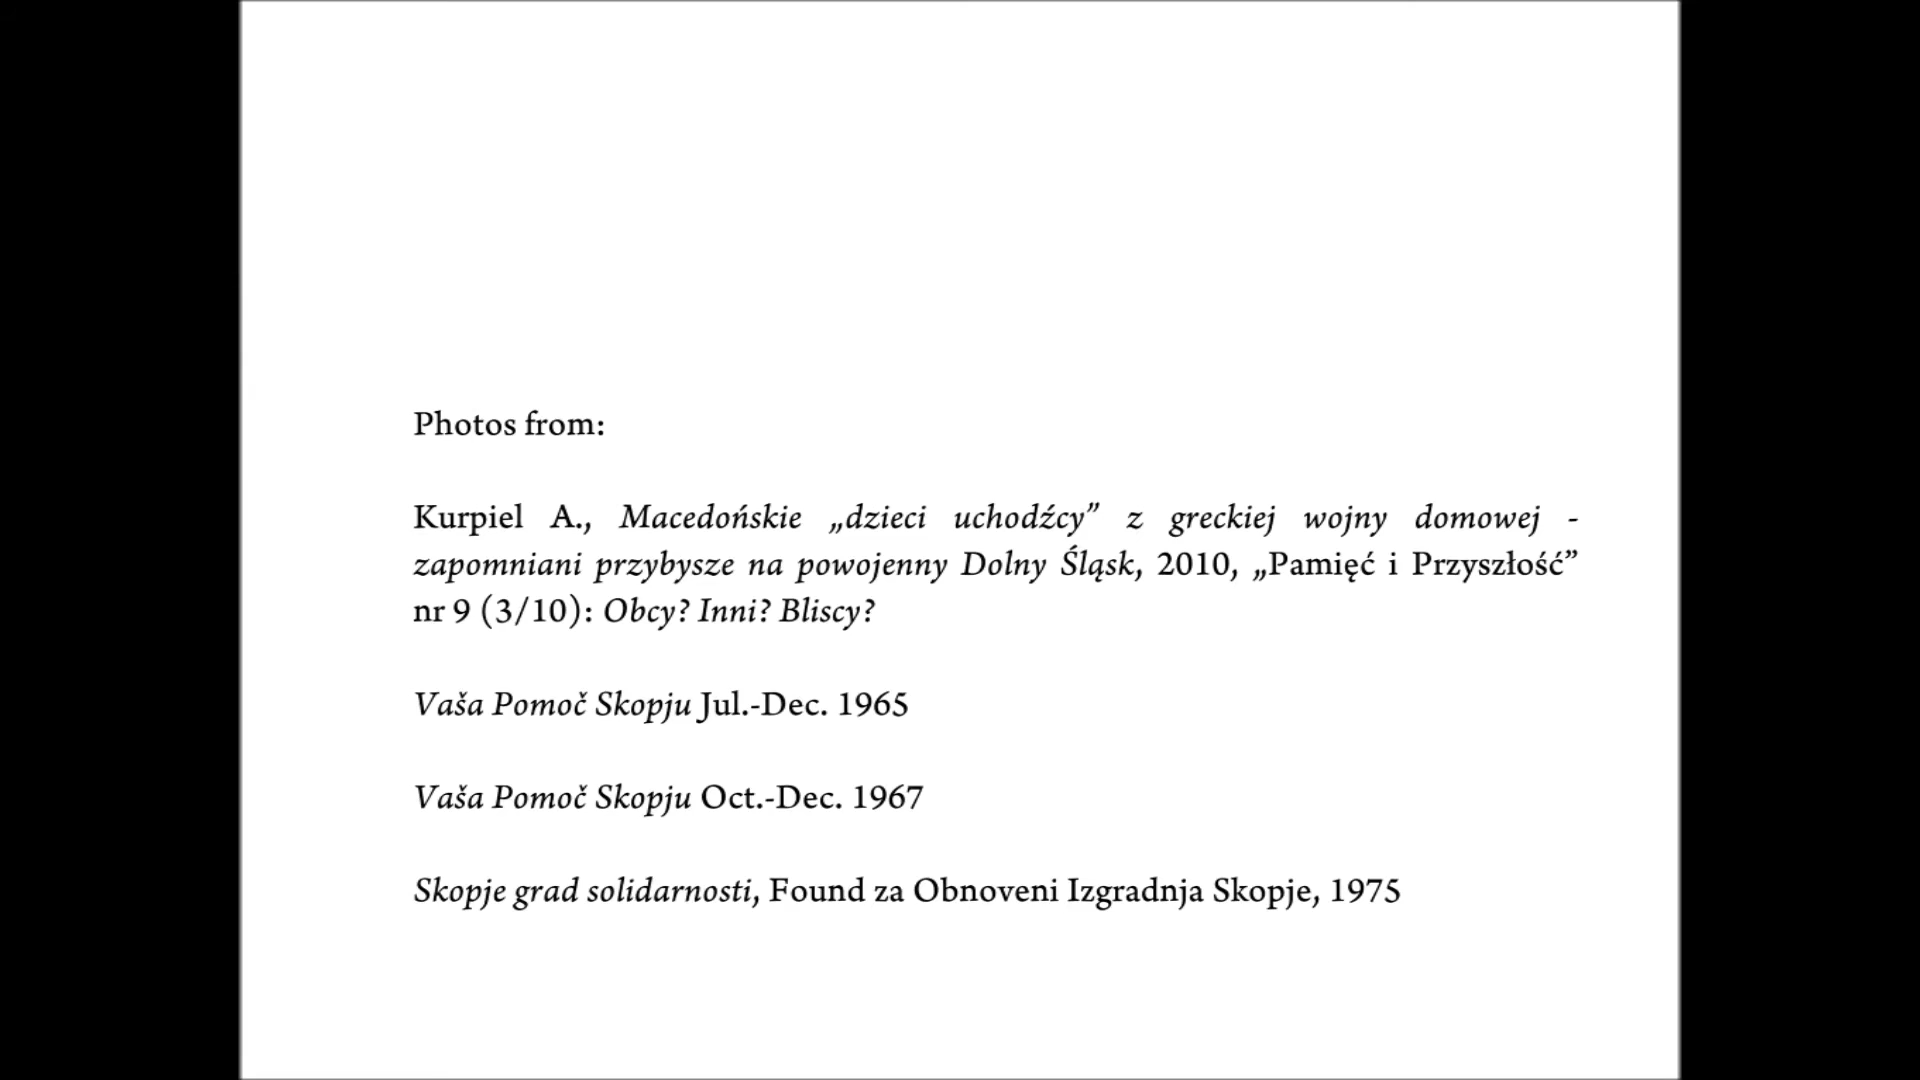 Photos from:
Kurpiel A., Macedońskie „dzieci uchodźcy” z greckiej wojny domowej -
zapomniani przybysze na powojenny Dolny Śląsk, 2010, „Pamięć i Przyszłość”
nr 9 (3/10): Obcy? Inni? Bliscy?
Vaša Pomoč Skopju Jul.-Dec. 1965
Vaša Pomoč Skopju Oct.-Dec. 1967
Skopje grad solidarnosti, Found za Obnoveni Izgradnja Skopje, 1975